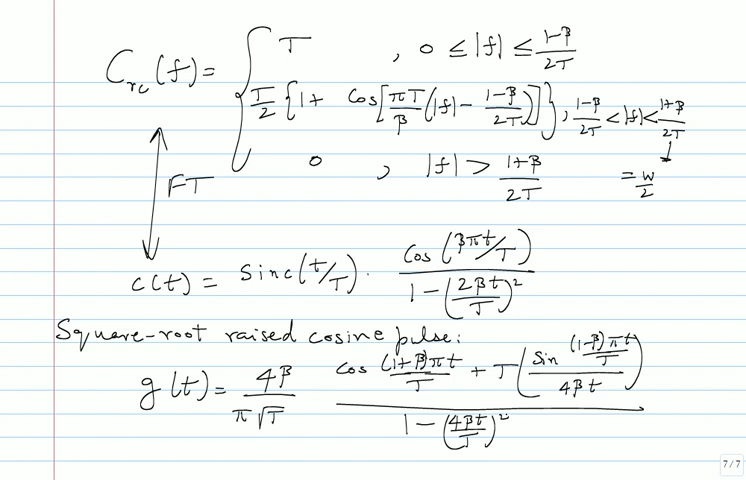 C_rc(f) = { T , 0 ≤ |f| ≤ (1-β)/2T
T/2 {1 + cos[πT/β (|f| - (1-β)/2T)]} , (1-β)/2T < |f| < (1+β)/2T
0 , |f| > (1+β)/2T
= W/2
FT
c(t) = sinc(t/T) · cos(βπt/T) / (1 - (2βt/T)²)
Square-root raised cosine pulse:
g(t) = 4β/(π√T) · [cos((1+β)πt/T) + T (sin((1-β)πt/T) / 4βt)] / (1 - (4βt/T)²)
7/7